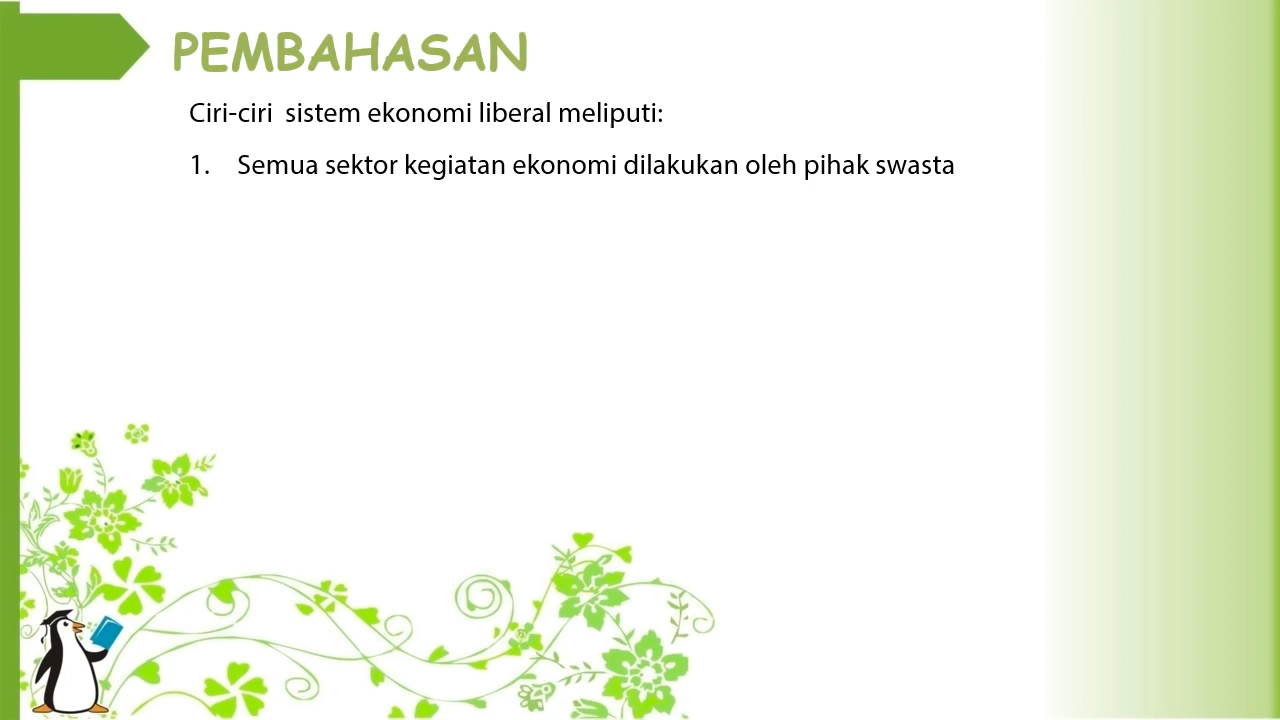 PEMBAHASAN
Ciri-ciri  sistem ekonomi liberal meliputi:
1. Semua sektor kegiatan ekonomi dilakukan oleh pihak swasta